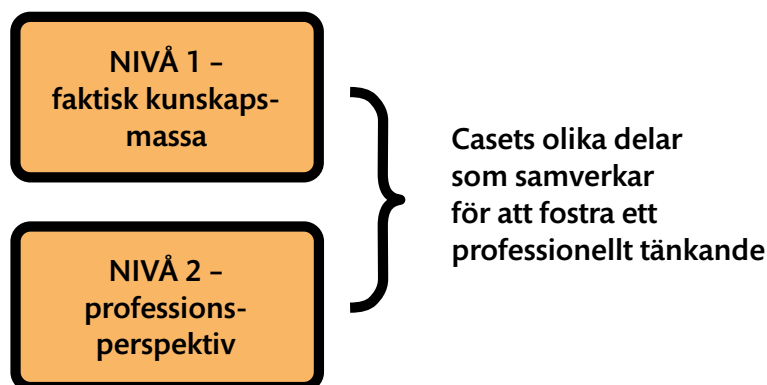 NIVÅ 1 –
faktisk kunskaps-
massa
Casets olika delar
som samverkar
för att fostra ett
professionellt tänkande
NIVÅ 2 –
professions-
perspektiv